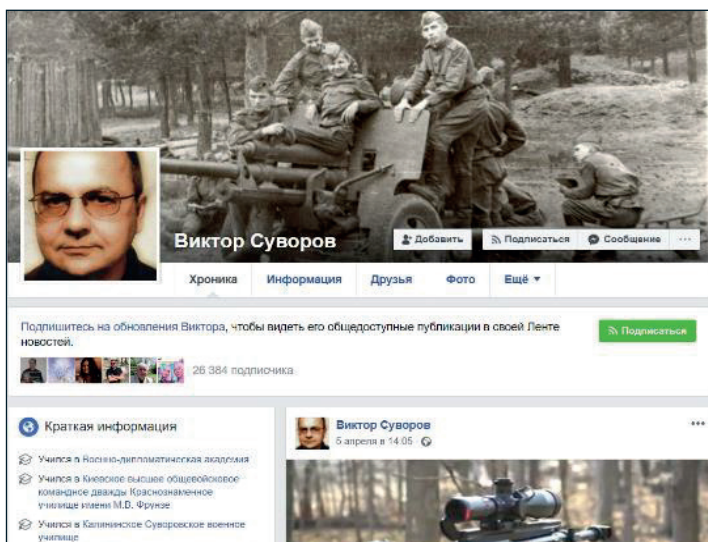 Виктор Суворов
Добавить
Подписаться
Сообщение
Хроника
Информация
Друзья
Фото
Ещё
Подпишитесь на обновления Виктора, чтобы видеть его общедоступные публикации в своей Ленте
новостей.
Подписаться
26 384 подписчика
Краткая информация
Учился в Военно-дипломатическая академия
Учился в Киевское высшее общевойсковое
командное дважды Краснознаменное
училище имени М.В. Фрунзе
Учился в Калининское Суворовское военное
училище
Виктор Суворов
5 апреля в 14:05